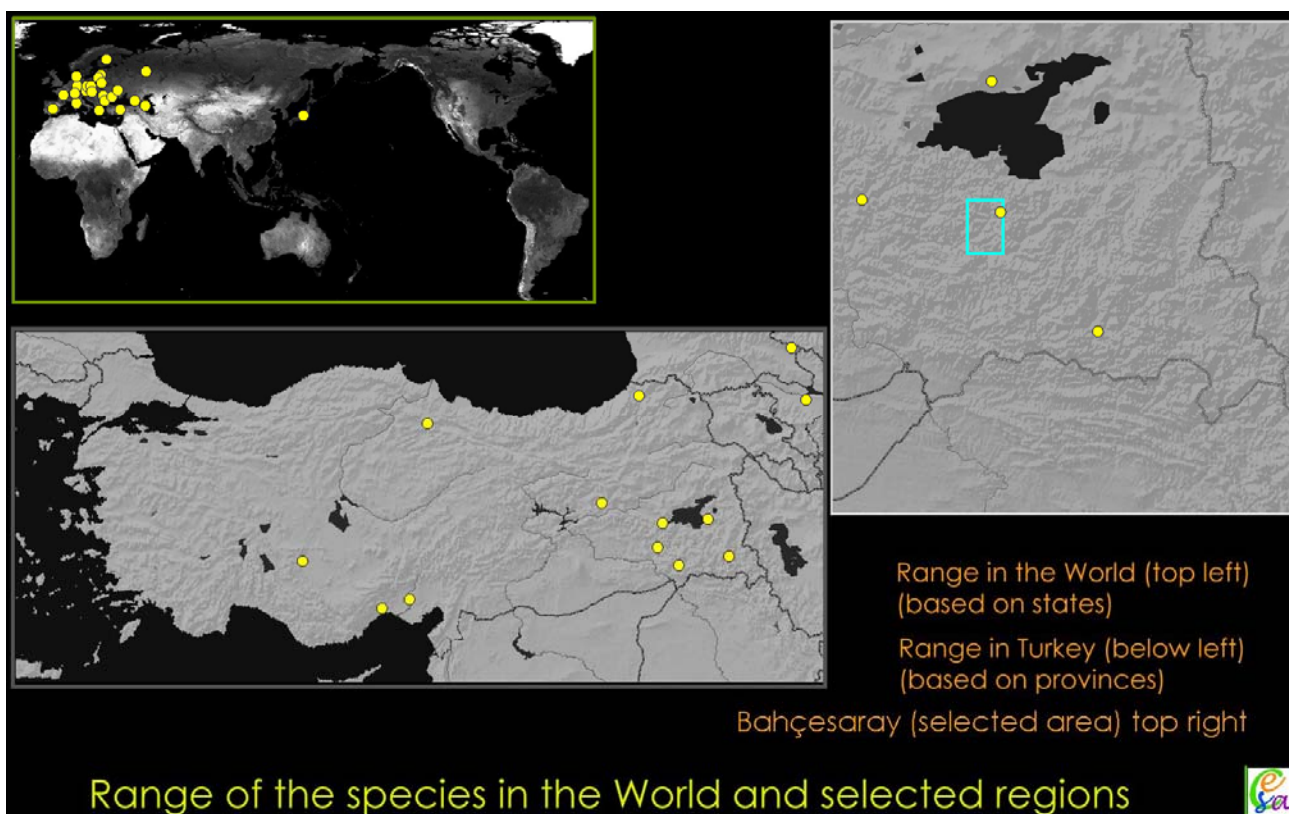 Range in the World (top left)
(based on states)
Range in Turkey (below left)
(based on provinces)
Bahçesaray (selected area) top right
Range of the species in the World and selected regions
Cesa